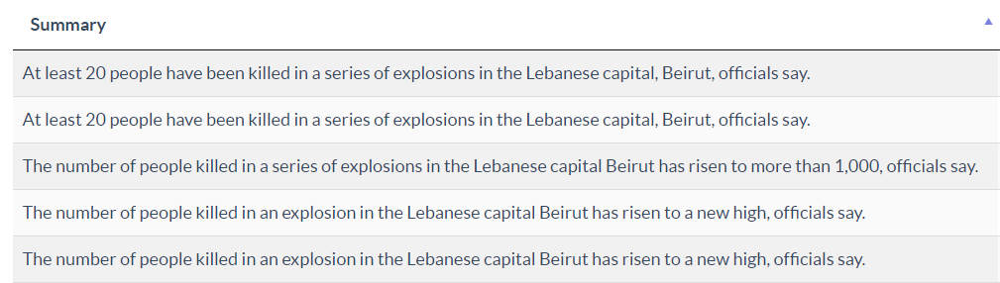 Summary
At least 20 people have been killed in a series of explosions in the Lebanese capital, Beirut, officials say.
At least 20 people have been killed in a series of explosions in the Lebanese capital, Beirut, officials say.
The number of people killed in a series of explosions in the Lebanese capital Beirut has risen to more than 1,000, officials say.
The number of people killed in an explosion in the Lebanese capital Beirut has risen to a new high, officials say.
The number of people killed in an explosion in the Lebanese capital Beirut has risen to a new high, officials say.